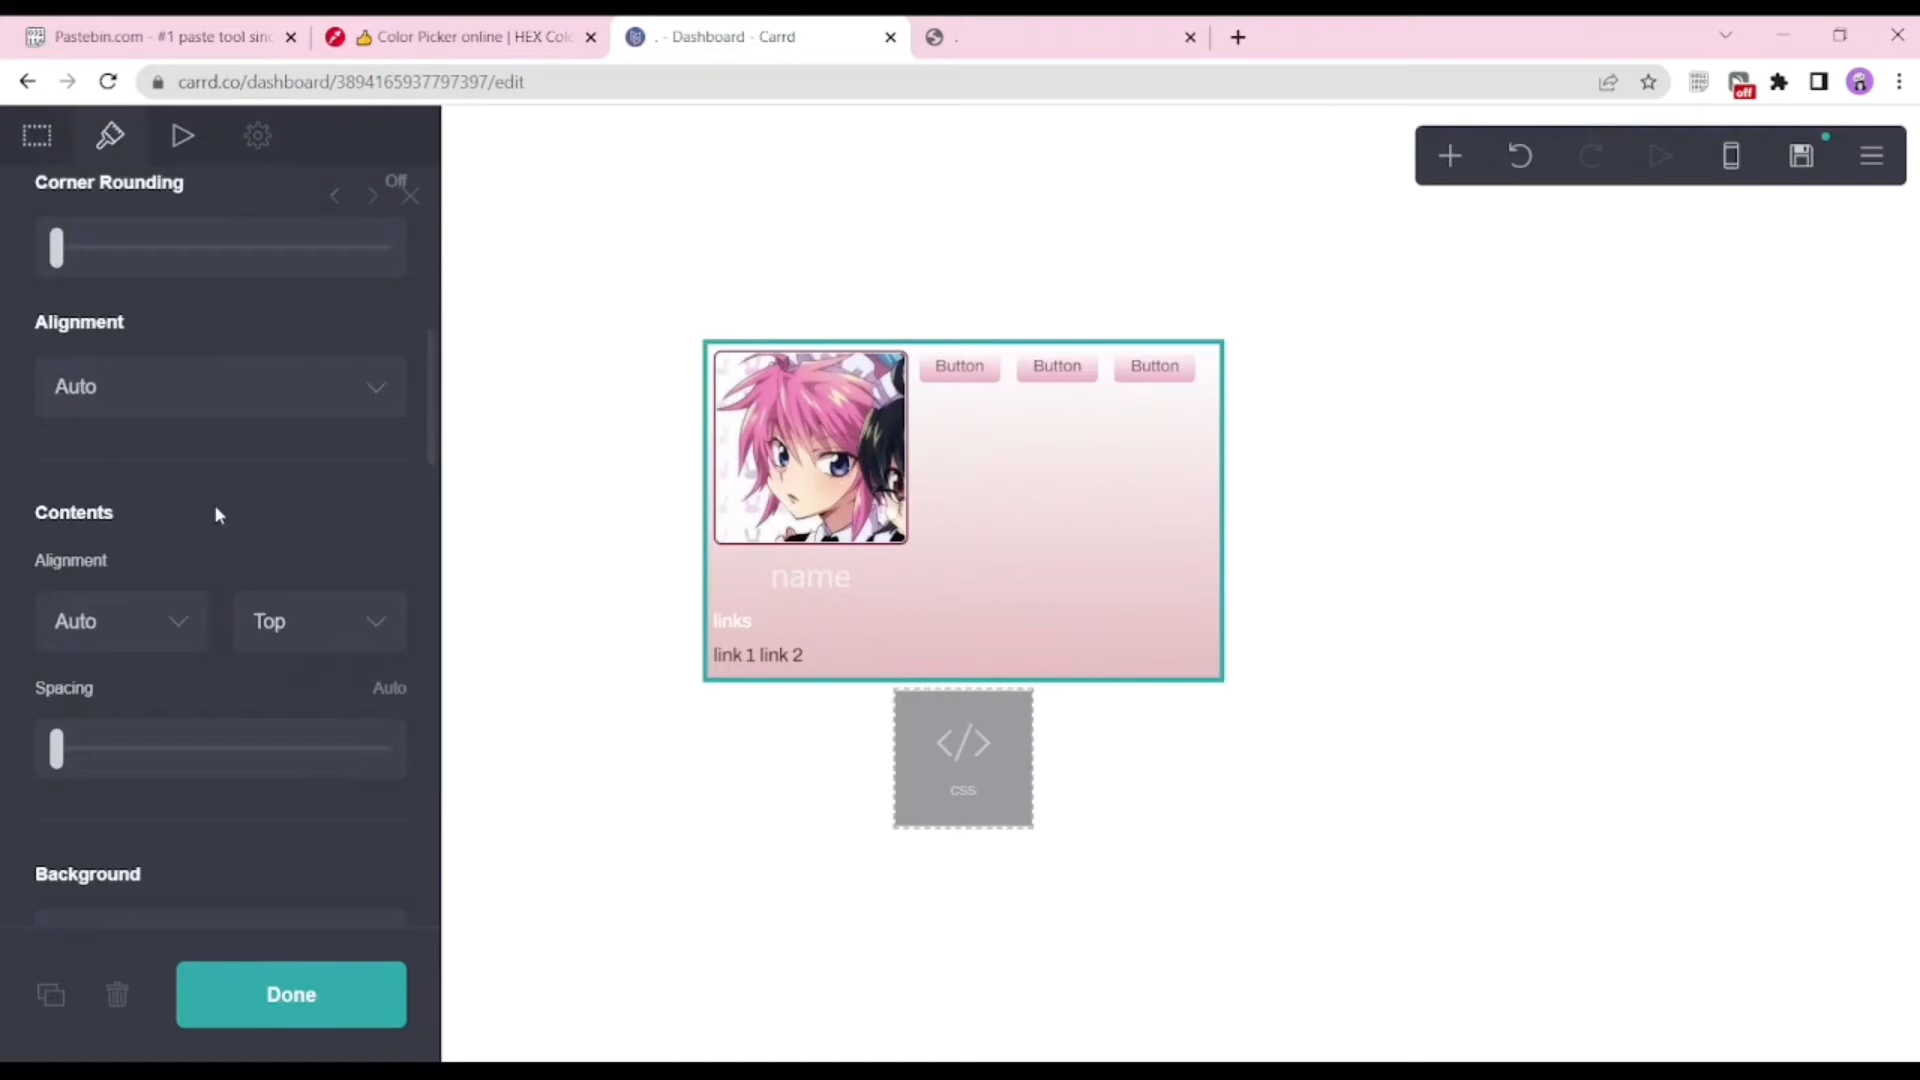 Pastebin.com - #1 paste tool sinc
Color Picker online | HEX Colo
. - Dashboard - Carrd
.
carrd.co/dashboard/3894165937797397/edit
off
Corner Rounding
Off
Alignment
Auto
Contents
Alignment
Auto
Top
Spacing
Auto
Background
Done
Button
Button
Button
name
links
link 1 link 2
</>
css